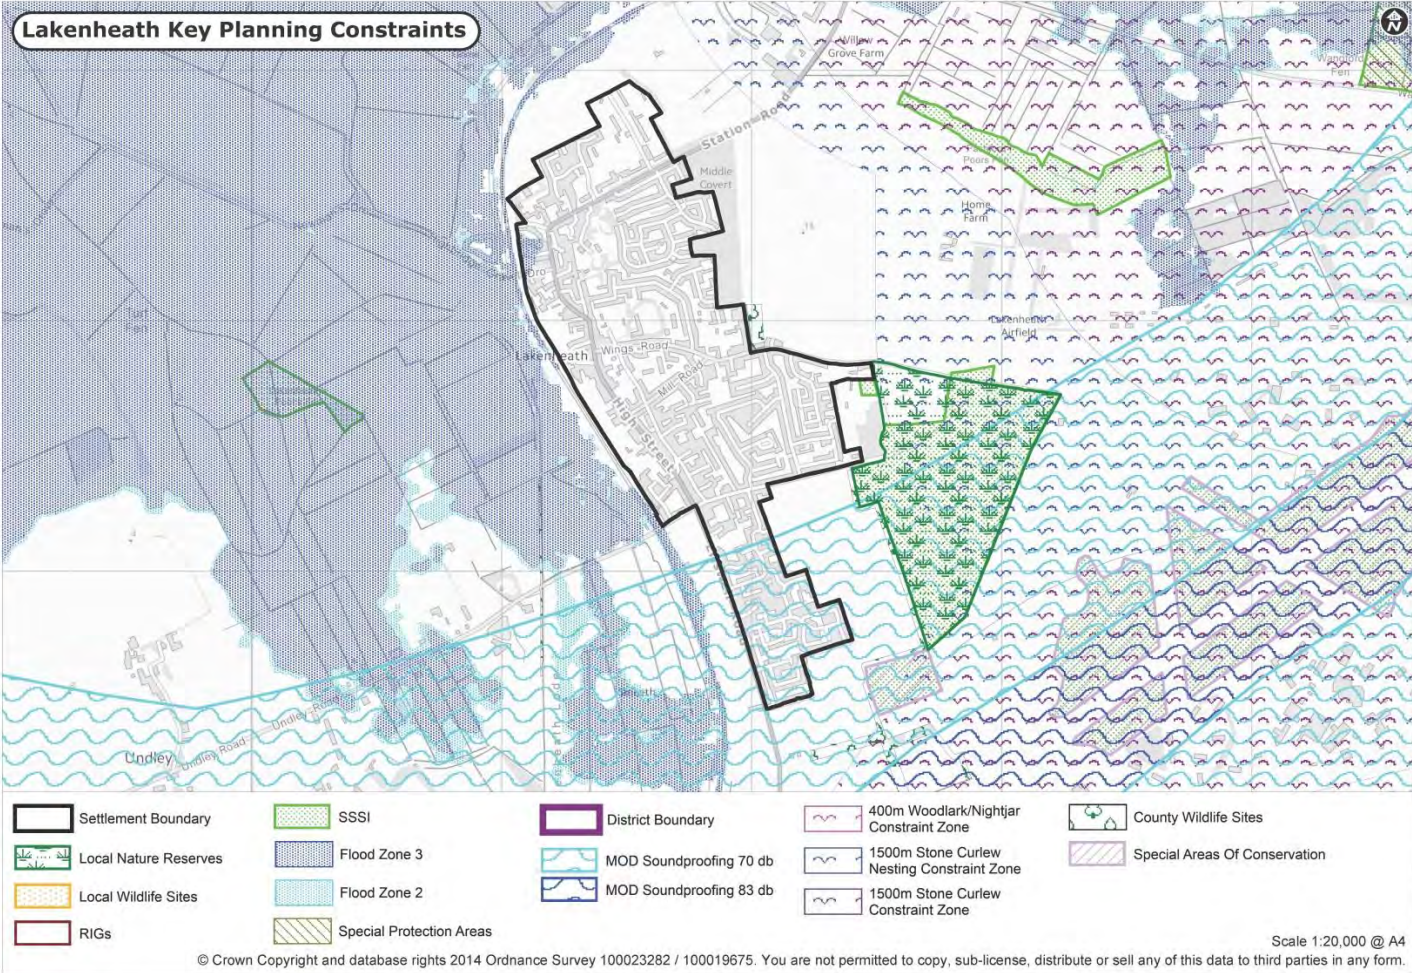 Lakenheath Key Planning Constraints
N
Willow
Grove Farm
Wangford
Fen
Station Road
Middle
Covert
Poors
Home
Farm
Turf
Fen
Lakenheath
Airfield
Lakenheath
Wings Road
Mill Road
High Street
Undley Road
Undley
Undley Road
Settlement Boundary
SSSI
District Boundary
400m Woodlark/Nightjar
Constraint Zone
County Wildlife Sites
Local Nature Reserves
Flood Zone 3
MOD Soundproofing 70 db
1500m Stone Curlew
Nesting Constraint Zone
Special Areas Of Conservation
Local Wildlife Sites
Flood Zone 2
MOD Soundproofing 83 db
1500m Stone Curlew
Constraint Zone
RIGs
Special Protection Areas
Scale 1:20,000 @ A4
© Crown Copyright and database rights 2014 Ordnance Survey 100023282 / 100019675. You are not permitted to copy, sub-license, distribute or sell any of this data to third parties in any form.